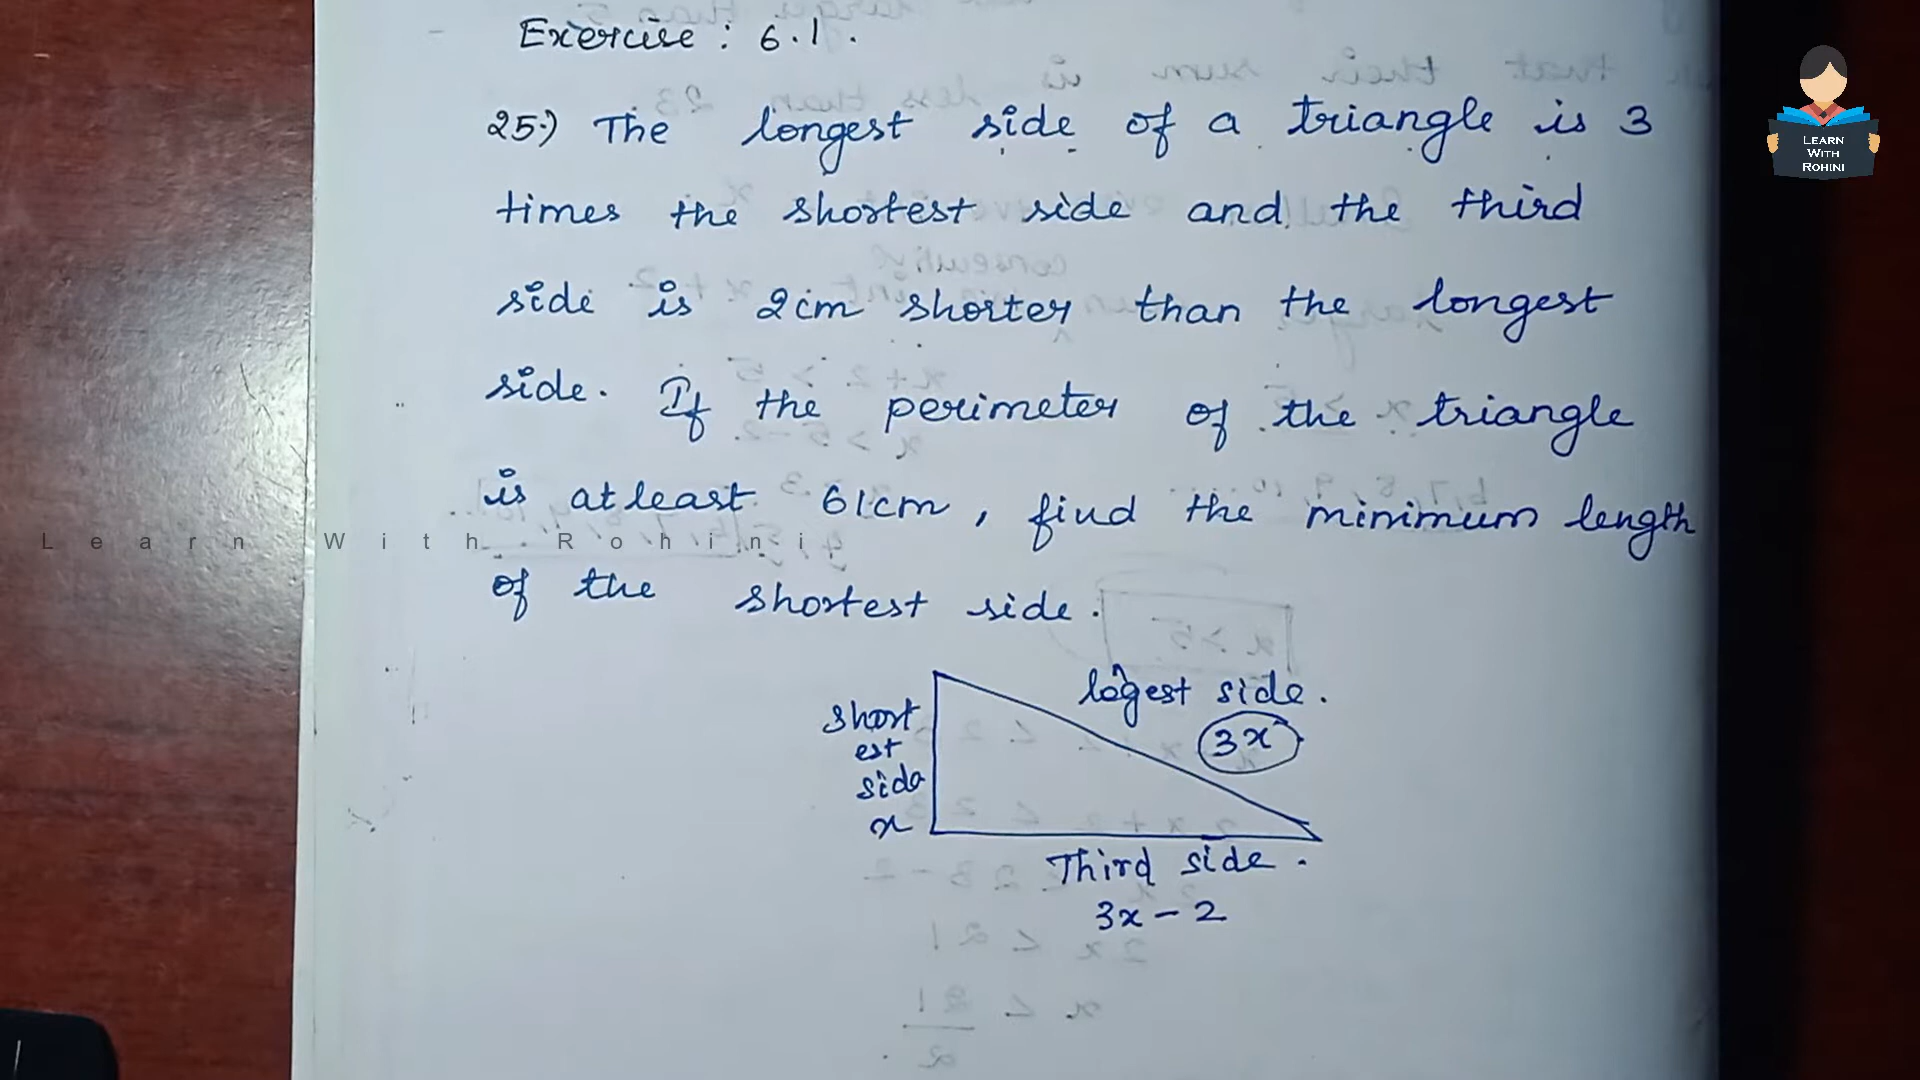 Exercise : 6.1 .
25.) The longest side of a triangle is 3
times the shortest side and the third
side is 2cm shorter than the longest
side. If the perimeter of the triangle
is atleast 61cm, find the minimum length
of the shortest side.
logest side.
3x
short
est
side
x
Third side.
3x - 2
LEARN
WITH
ROHINI
Learn With Rohini